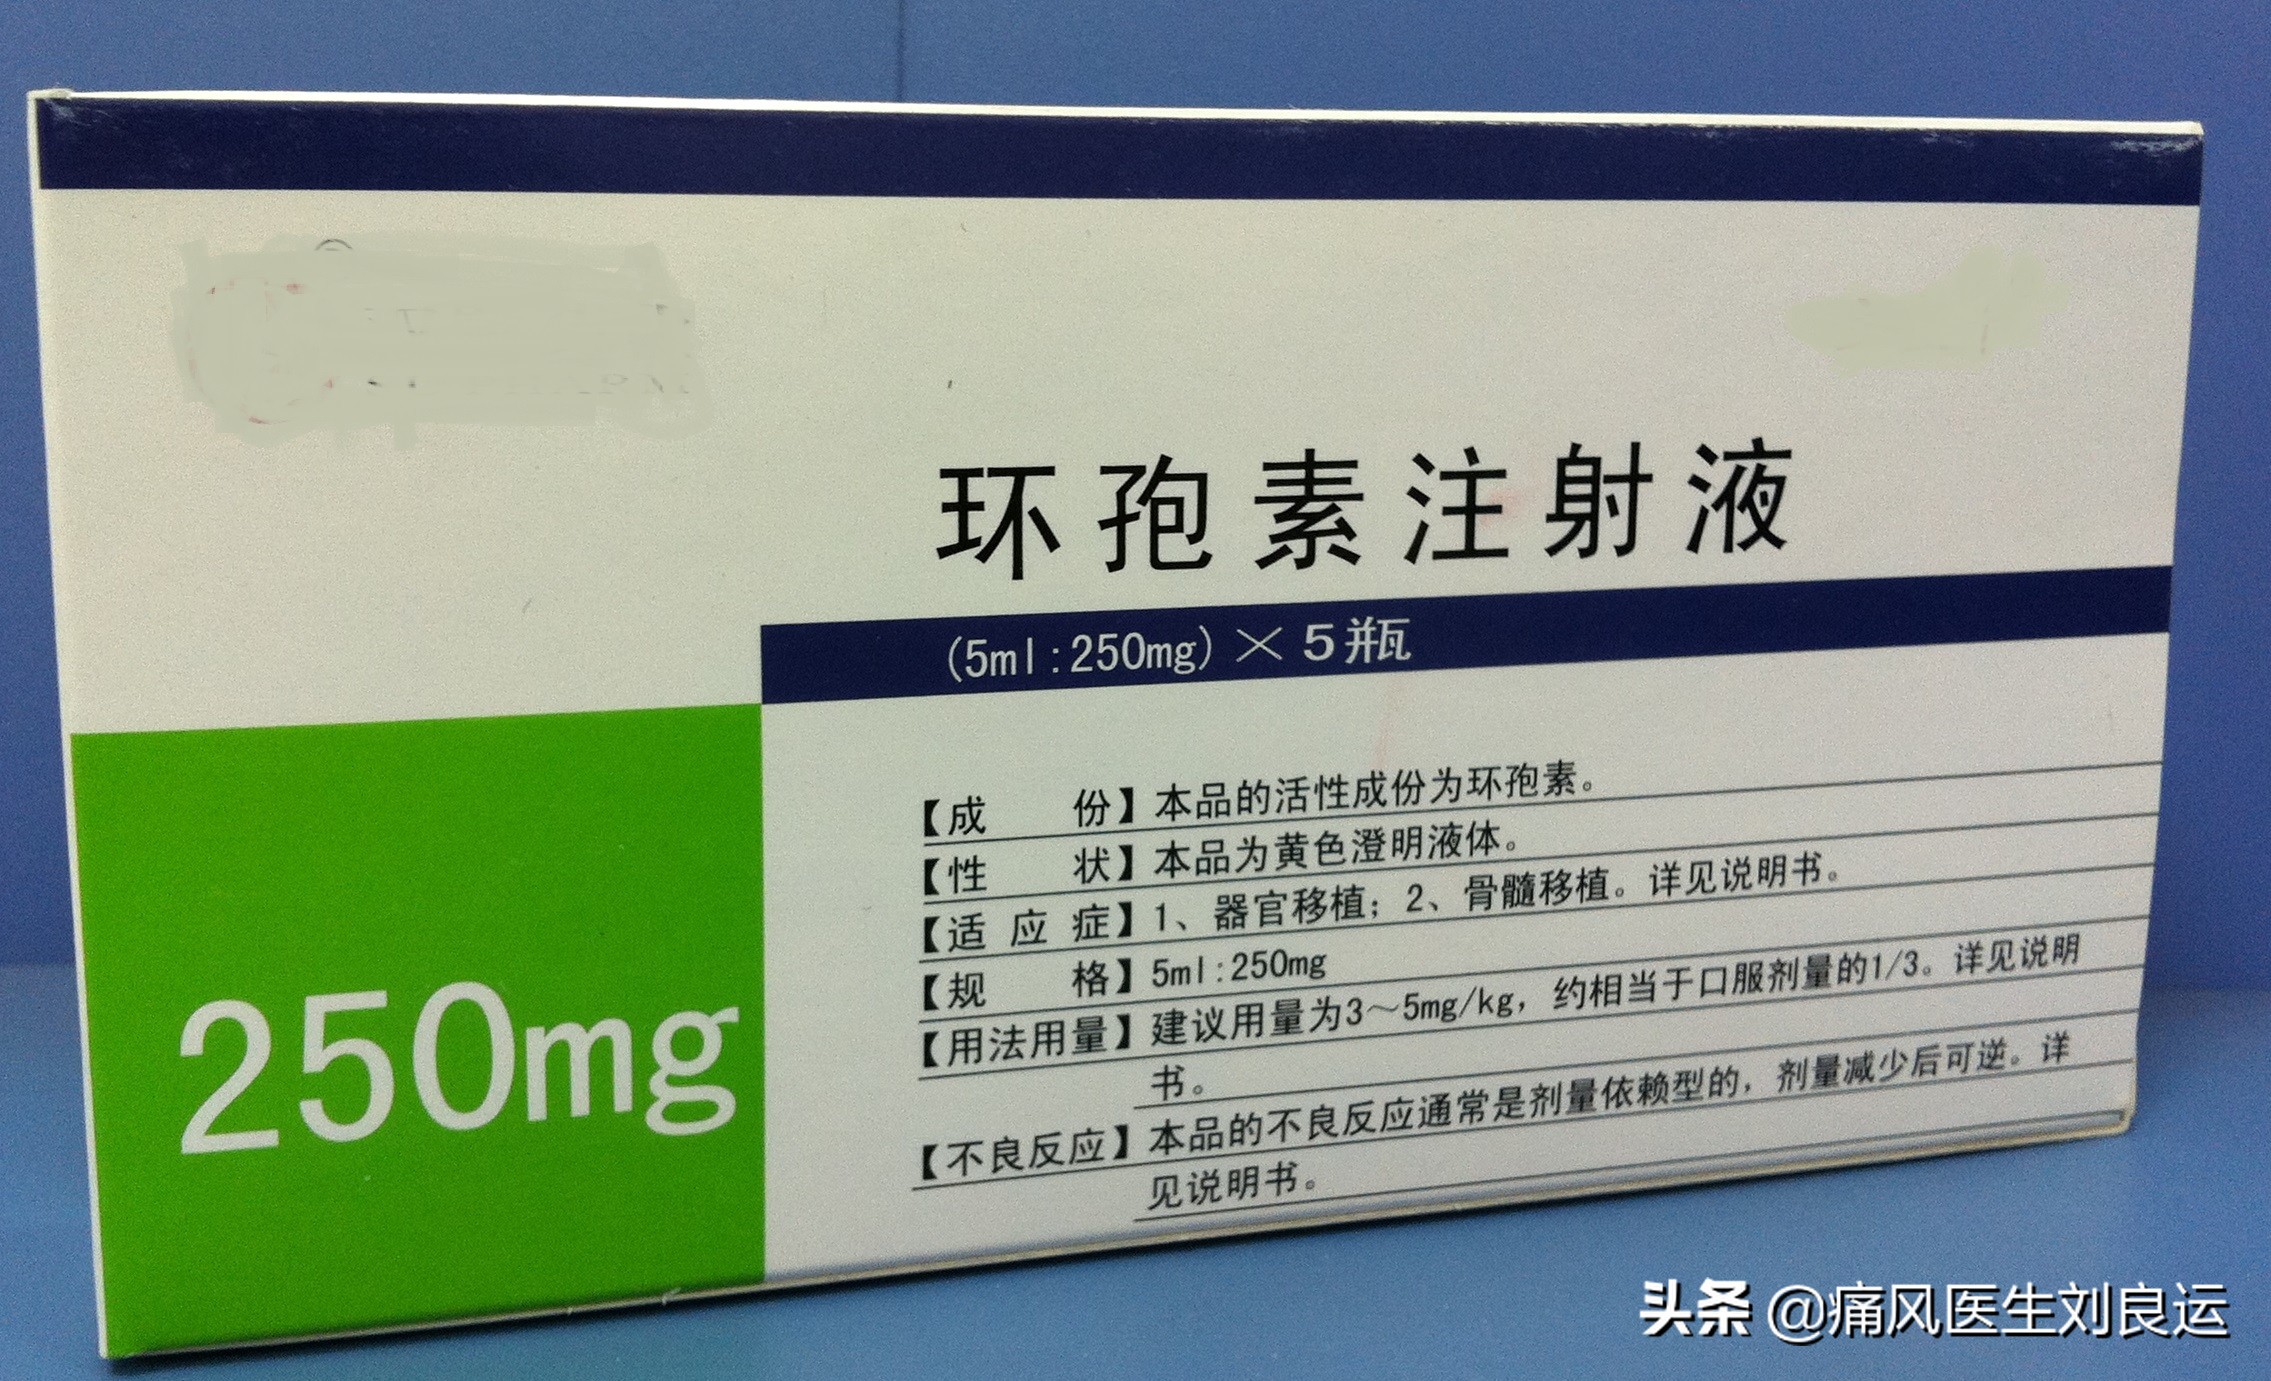 环孢素注射液
(5ml:250mg)×5瓶
【成份】本品的活性成份为环孢素。
【性状】本品为黄色澄明液体。
【适应症】1、器官移植；2、骨髓移植。详见说明书。
【规格】5ml:250mg
【用法用量】建议用量为3～5mg/kg，约相当于口服剂量的1/3。详见说明
书。
【不良反应】本品的不良反应通常是剂量依赖型的，剂量减少后可逆。详
见说明书。
250mg
头条 @痛风医生刘良运